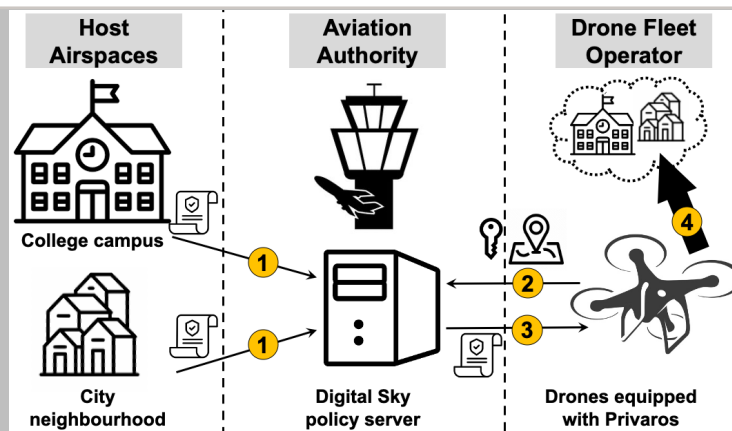 Host
Airspaces
Aviation
Authority
Drone Fleet
Operator
College campus
1
1
2
3
4
City
neighbourhood
Digital Sky
policy server
Drones equipped
with Privaros